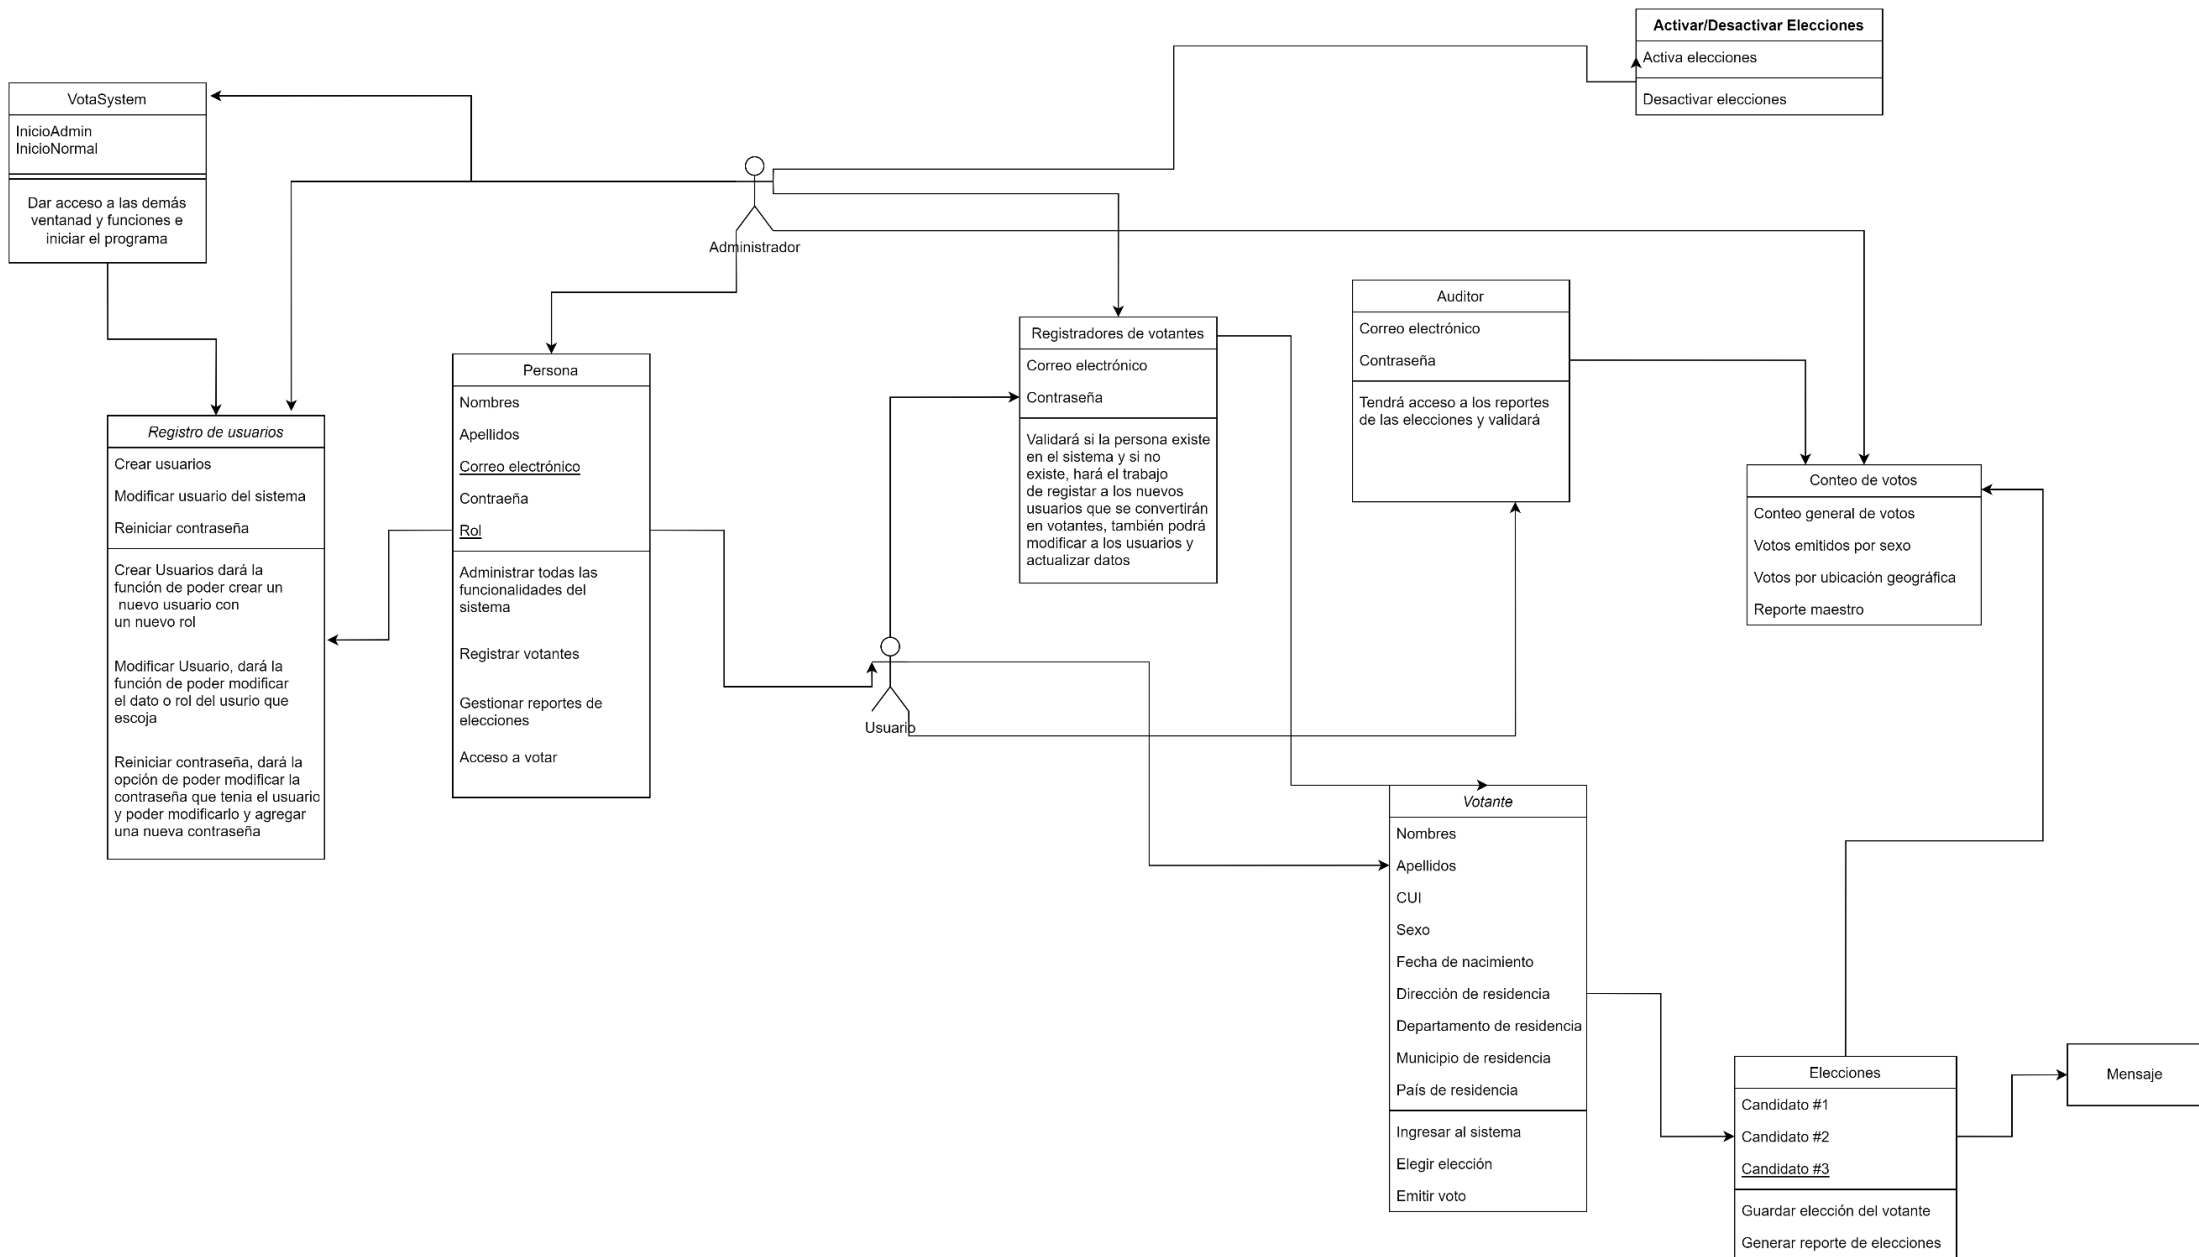 Activar/Desactivar Elecciones
Activa elecciones
Desactivar elecciones
VotaSystem
InicioAdmin
InicioNormal
Dar acceso a las demás
ventanad y funciones e
iniciar el programa
Administrador
Auditor
Correo electrónico
Contraseña
Tendrá acceso a los reportes
de las elecciones y validará
Registradores de votantes
Correo electrónico
Contraseña
Validará si la persona existe
en el sistema y si no
existe, hará el trabajo
de registar a los nuevos
usuarios que se convertirán
en votantes, también podrá
modificar a los usuarios y
actualizar datos
Persona
Nombres
Apellidos
Correo electrónico
Contraeña
Rol
Administrar todas las
funcionalidades del
sistema
Registrar votantes
Gestionar reportes de
elecciones
Acceso a votar
Registro de usuarios
Crear usuarios
Modificar usuario del sistema
Reiniciar contraseña
Crear Usuarios dará la
función de poder crear un
nuevo usuario con
un nuevo rol
Modificar Usuario, dará la
función de poder modificar
el dato o rol del usurio que
escoja
Reiniciar contraseña, dará la
opción de poder modificar la
contraseña que tenia el usuario
y poder modificarlo y agregar
una nueva contraseña
Conteo de votos
Conteo general de votos
Votos emitidos por sexo
Votos por ubicación geográfica
Reporte maestro
Usuario
Votante
Nombres
Apellidos
CUI
Sexo
Fecha de nacimiento
Dirección de residencia
Departamento de residencia
Municipio de residencia
País de residencia
Ingresar al sistema
Elegir elección
Emitir voto
Elecciones
Candidato #1
Candidato #2
Candidato #3
Guardar elección del votante
Generar reporte de elecciones
Mensaje